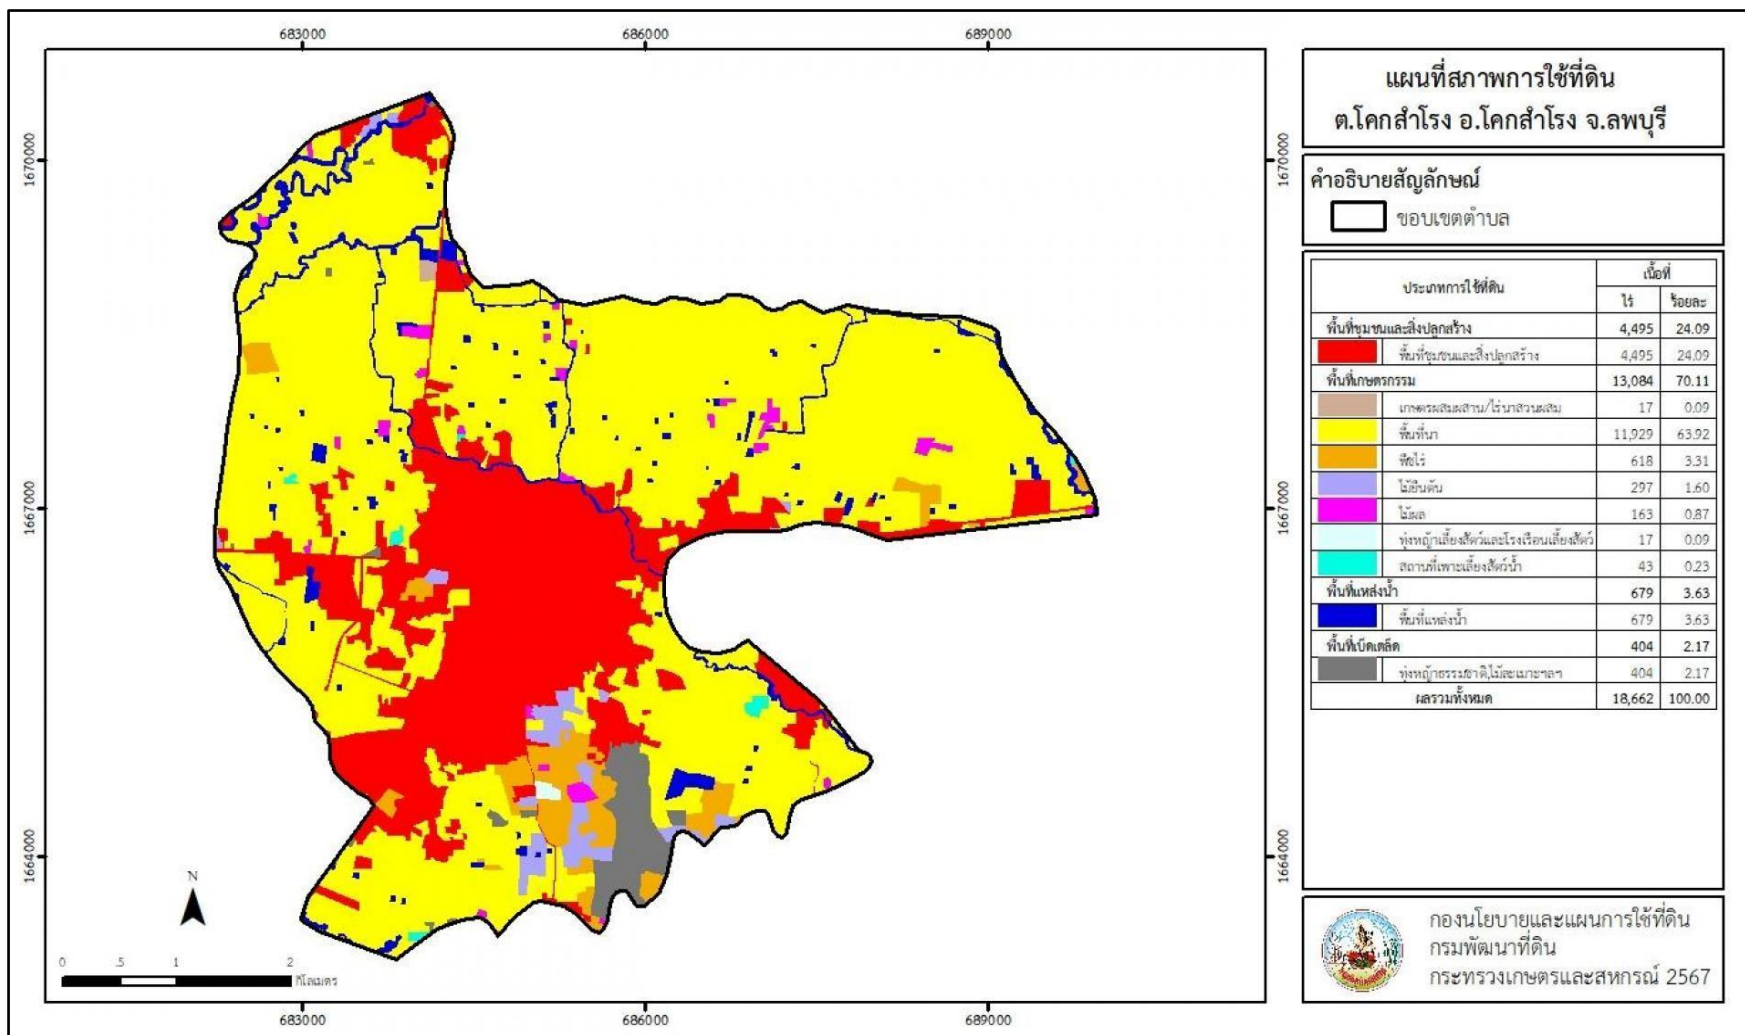 683000 686000 689000
1670000 1670000
1667000 1667000
1664000 1664000
N
0 .5 1 2
กิโลเมตร
683000 686000 689000
แผนที่สภาพการใช้ที่ดิน
ต.โคกสำโรง อ.โคกสำโรง จ.ลพบุรี
คำอธิบายสัญลักษณ์
ขอบเขตตำบล
ประเภทการใช้ที่ดิน เนื้อที่
ไร่ ร้อยละ
พื้นที่ชุมชนและสิ่งปลูกสร้าง 4,495 24.09
พื้นที่ชุมชนและสิ่งปลูกสร้าง 4,495 24.09
พื้นที่เกษตรกรรม 13,084 70.11
เกษตรผสมผสาน/ไร่นาสวนผสม 17 0.09
พื้นที่นา 11,929 63.92
พืชไร่ 618 3.31
ไม้ยืนต้น 297 1.60
ไม้ผล 163 0.87
ทุ่งหญ้าเลี้ยงสัตว์และโรงเรือนเลี้ยงสัตว์ 17 0.09
สถานที่เพาะเลี้ยงสัตว์น้ำ 43 0.23
พื้นที่แหล่งน้ำ 679 3.63
พื้นที่แหล่งน้ำ 679 3.63
พื้นที่เบ็ดเตล็ด 404 2.17
ทุ่งหญ้าธรรมชาติ,ไม้ละเมาะฯลฯ 404 2.17
ผลรวมทั้งหมด 18,662 100.00
กองนโยบายและแผนการใช้ที่ดิน
กรมพัฒนาที่ดิน
กระทรวงเกษตรและสหกรณ์ 2567